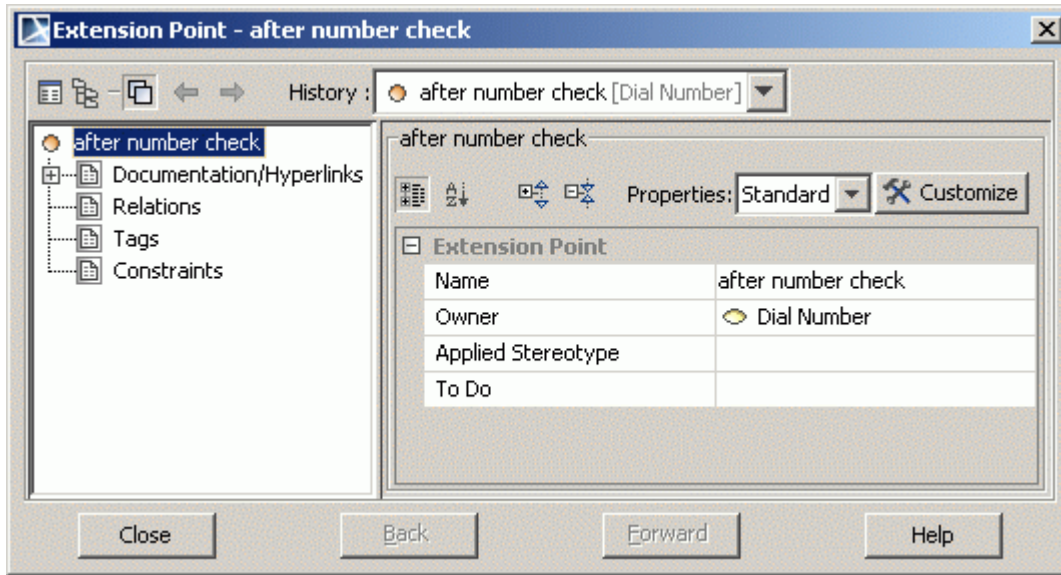 Extension Point - after number check
History : after number check [Dial Number]
after number check
Documentation/Hyperlinks
Relations
Tags
Constraints
after number check
Properties: Standard Customize
Extension Point
Name after number check
Owner Dial Number
Applied Stereotype
To Do
Close Back Forward Help